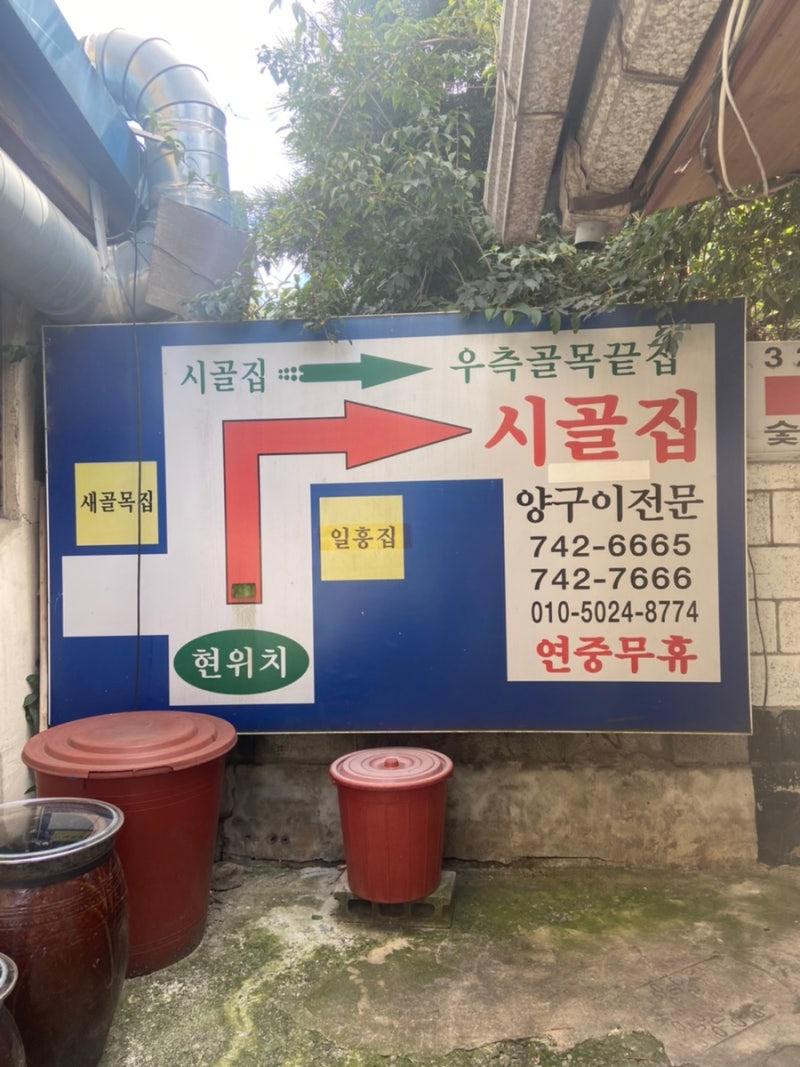 시골집 우측골목끝집
시골집
새골목집
일흥집
양구이전문
742-6665
742-7666
010-5024-8774
연중무휴
현위치
3
숯